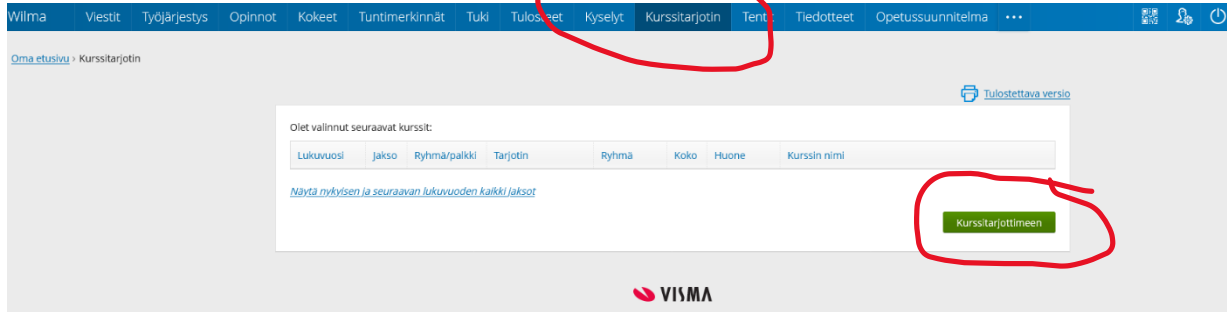 Wilma Viestit Työjärjestys Opinnot Kokeet Tuntimerkinnät Tuki Tulosteet Kyselyt Kurssitarjotin Tentit Tiedotteet Opetussuunnitelma ...
Oma etusivu › Kurssitarjotin
Tulostettava versio
Olet valinnut seuraavat kurssit:
Lukuvuosi Jakso Ryhmä/palkki Tarjotin Ryhmä Koko Huone Kurssin nimi
Näytä nykyisen ja seuraavan lukuvuoden kaikki jaksot
Kurssitarjottimeen
VISMA